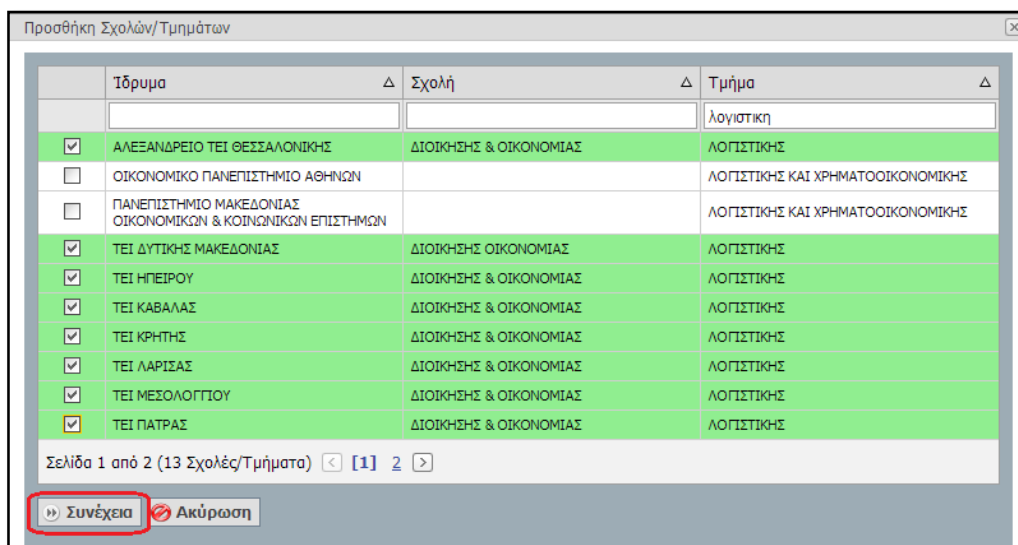 Προσθήκη Σχολών/Τμημάτων
Ίδρυμα Σχολή Τμήμα
λογιστικη
ΑΛΕΞΑΝΔΡΕΙΟ ΤΕΙ ΘΕΣΣΑΛΟΝΙΚΗΣ ΔΙΟΙΚΗΣΗΣ & ΟΙΚΟΝΟΜΙΑΣ ΛΟΓΙΣΤΙΚΗΣ
ΟΙΚΟΝΟΜΙΚΟ ΠΑΝΕΠΙΣΤΗΜΙΟ ΑΘΗΝΩΝ ΛΟΓΙΣΤΙΚΗΣ ΚΑΙ ΧΡΗΜΑΤΟΟΙΚΟΝΟΜΙΚΗΣ
ΠΑΝΕΠΙΣΤΗΜΙΟ ΜΑΚΕΔΟΝΙΑΣ
ΟΙΚΟΝΟΜΙΚΩΝ & ΚΟΙΝΩΝΙΚΩΝ ΕΠΙΣΤΗΜΩΝ ΛΟΓΙΣΤΙΚΗΣ ΚΑΙ ΧΡΗΜΑΤΟΟΙΚΟΝΟΜΙΚΗΣ
ΤΕΙ ΔΥΤΙΚΗΣ ΜΑΚΕΔΟΝΙΑΣ ΔΙΟΙΚΗΣΗΣ ΟΙΚΟΝΟΜΙΑΣ ΛΟΓΙΣΤΙΚΗΣ
ΤΕΙ ΗΠΕΙΡΟΥ ΔΙΟΙΚΗΣΗΣ & ΟΙΚΟΝΟΜΙΑΣ ΛΟΓΙΣΤΙΚΗΣ
ΤΕΙ ΚΑΒΑΛΑΣ ΔΙΟΙΚΗΣΗΣ & ΟΙΚΟΝΟΜΙΑΣ ΛΟΓΙΣΤΙΚΗΣ
ΤΕΙ ΚΡΗΤΗΣ ΔΙΟΙΚΗΣΗΣ & ΟΙΚΟΝΟΜΙΑΣ ΛΟΓΙΣΤΙΚΗΣ
ΤΕΙ ΛΑΡΙΣΑΣ ΔΙΟΙΚΗΣΗΣ & ΟΙΚΟΝΟΜΙΑΣ ΛΟΓΙΣΤΙΚΗΣ
ΤΕΙ ΜΕΣΟΛΟΓΓΙΟΥ ΔΙΟΙΚΗΣΗΣ & ΟΙΚΟΝΟΜΙΑΣ ΛΟΓΙΣΤΙΚΗΣ
ΤΕΙ ΠΑΤΡΑΣ ΔΙΟΙΚΗΣΗΣ & ΟΙΚΟΝΟΜΙΑΣ ΛΟΓΙΣΤΙΚΗΣ
Σελίδα 1 από 2 (13 Σχολές/Τμήματα) < [1] 2 >
Συνέχεια Ακύρωση